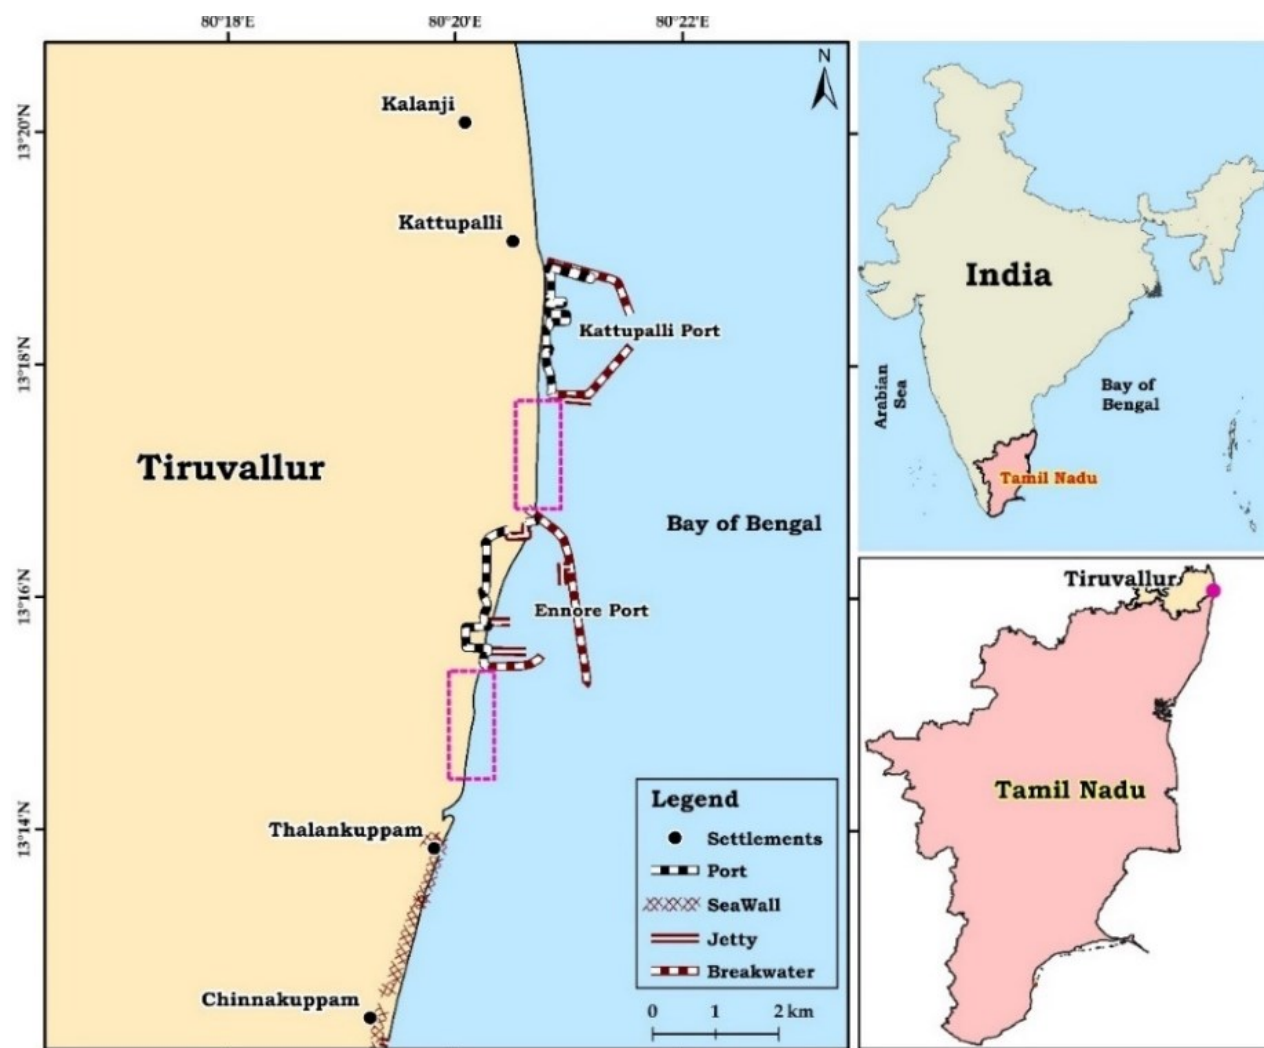 80°18'E
80°20'E
80°22'E
13°20'N
13°18'N
13°16'N
13°14'N
N
Kalanji
Kattupalli
Kattupalli Port
Tiruvallur
Bay of Bengal
Ennore Port
Thalankuppam
Chinnakuppam
Legend
Settlements
Port
SeaWall
Jetty
Breakwater
0 1 2 km
India
Arabian
Sea
Bay of
Bengal
Tamil Nadu
Tiruvallur
Tamil Nadu